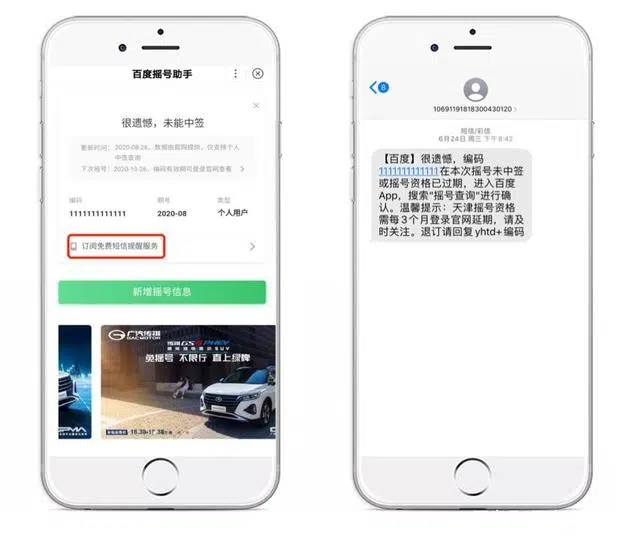 百度摇号助手
很遗憾，未能中签
更新时间：2020-08-26，数据由官网提供，仅支持个人
中签查询
下次摇号：2020-10-26，编码有效期可登录官网查看
编码
期号
类型
1111111111111
2020-08
个人用户
订阅免费短信提醒服务
新增摇号信息
广汽传祺
GAC MOTOR
传祺GS4 PHEV
免摇号 不限行 直上绿牌
8
10691191818300430120
短信/彩信
6月24日 周三 下午8:42
【百度】很遗憾，编码
1111111111111在本次摇号未中签
或摇号资格已过期，进入百度
App，搜索"摇号查询"进行确
认。温馨提示：天津摇号资格
需每3个月登录官网延期，请及
时关注。退订请回复yhtd+编码